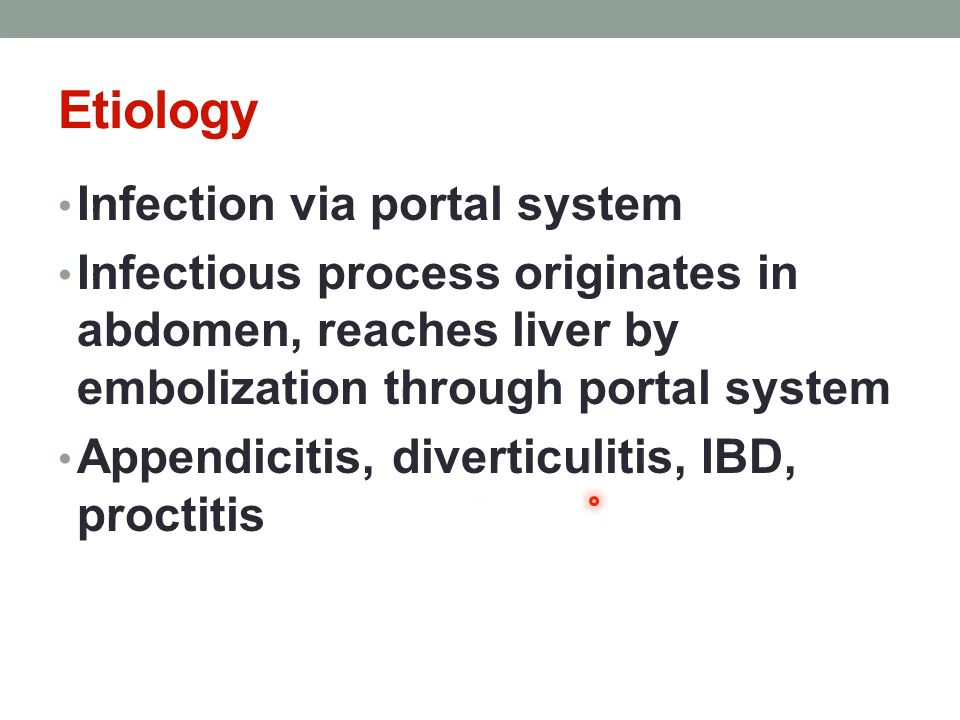 Etiology
• Infection via portal system
• Infectious process originates in
abdomen, reaches liver by
embolization through portal system
• Appendicitis, diverticulitis, IBD,
proctitis